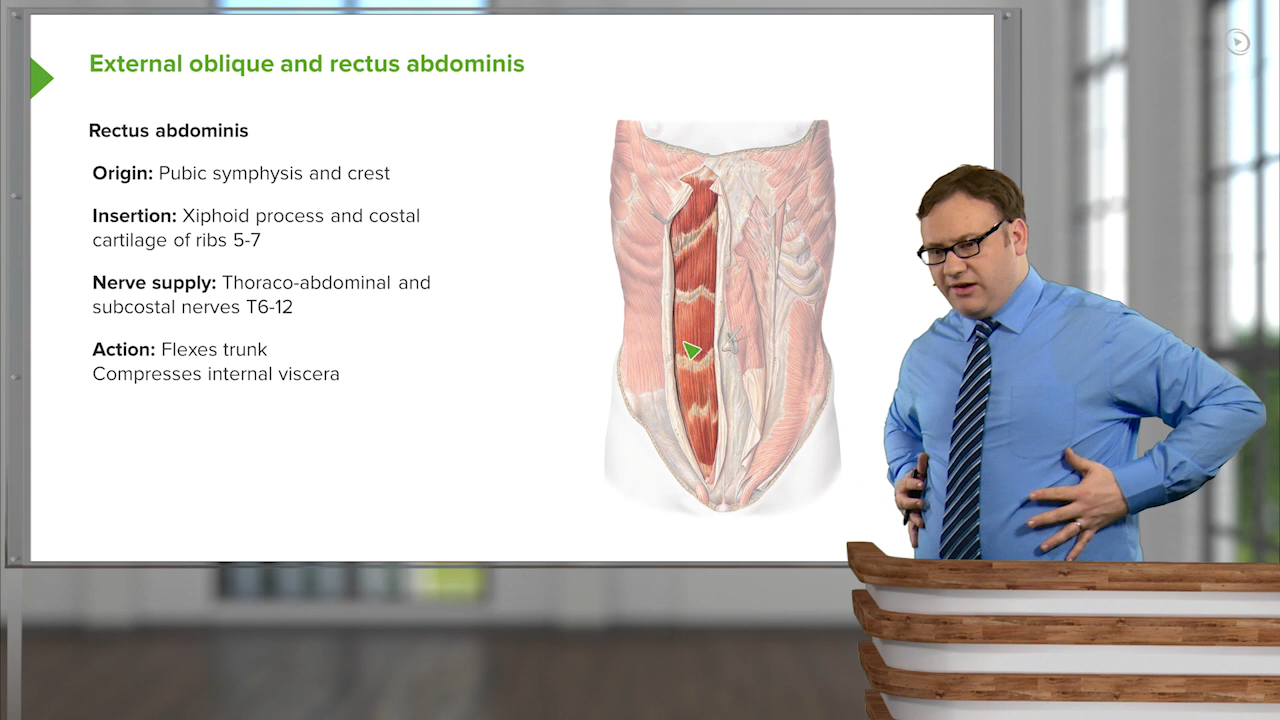 External oblique and rectus abdominis
Rectus abdominis
Origin: Pubic symphysis and crest
Insertion: Xiphoid process and costal
cartilage of ribs 5-7
Nerve supply: Thoraco-abdominal and
subcostal nerves T6-12
Action: Flexes trunk
Compresses internal viscera